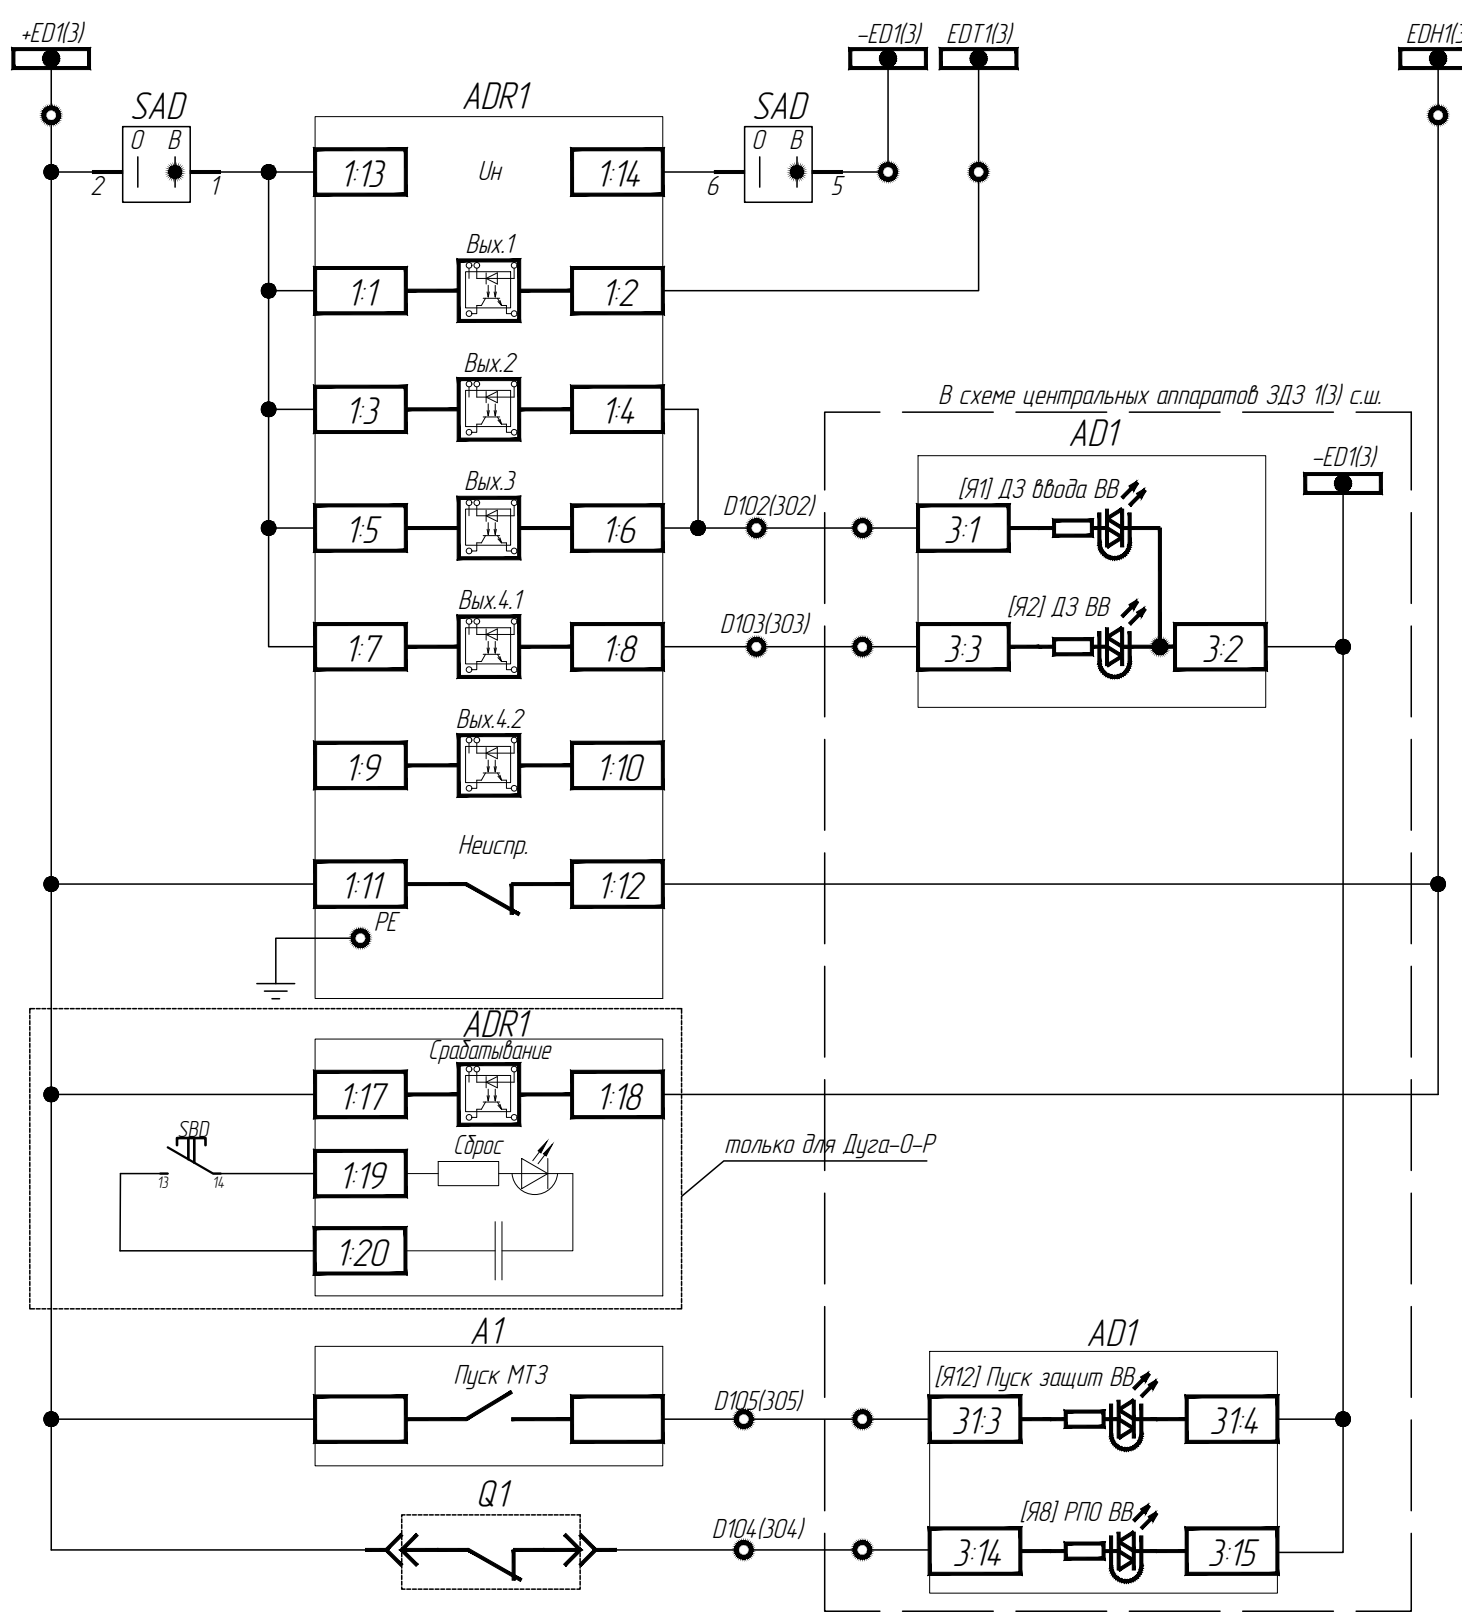 +ED1(3)
–ED1(3)
EDT1(3)
EDH1(3
SAD
ADR1
SAD
0 B
0 B
2
1
1:13
Uн
1:14
6
5
Вых.1
1:1
1:2
Вых.2
1:3
1:4
В схеме центральных аппаратов ЗДЗ 1(3) с.ш.
AD1
–ED1(3)
Вых.3
[Я1] ДЗ ввода ВВ
D102(302)
1:5
1:6
3:1
Вых.4.1
[Я2] ДЗ ВВ
D103(303)
1:7
1:8
3:3
3:2
Вых.4.2
1:9
1:10
Неиспр.
1:11
1:12
PE
ADR1
Срабатывание
1:17
1:18
SBD
Сброс
только для Дуга-О-Р
13
14
1:19
1:20
A1
AD1
Пуск МТЗ
[Я12] Пуск защит ВВ
D105(305)
31:3
31:4
Q1
[Я8] РПО ВВ
D104(304)
3:14
3:15